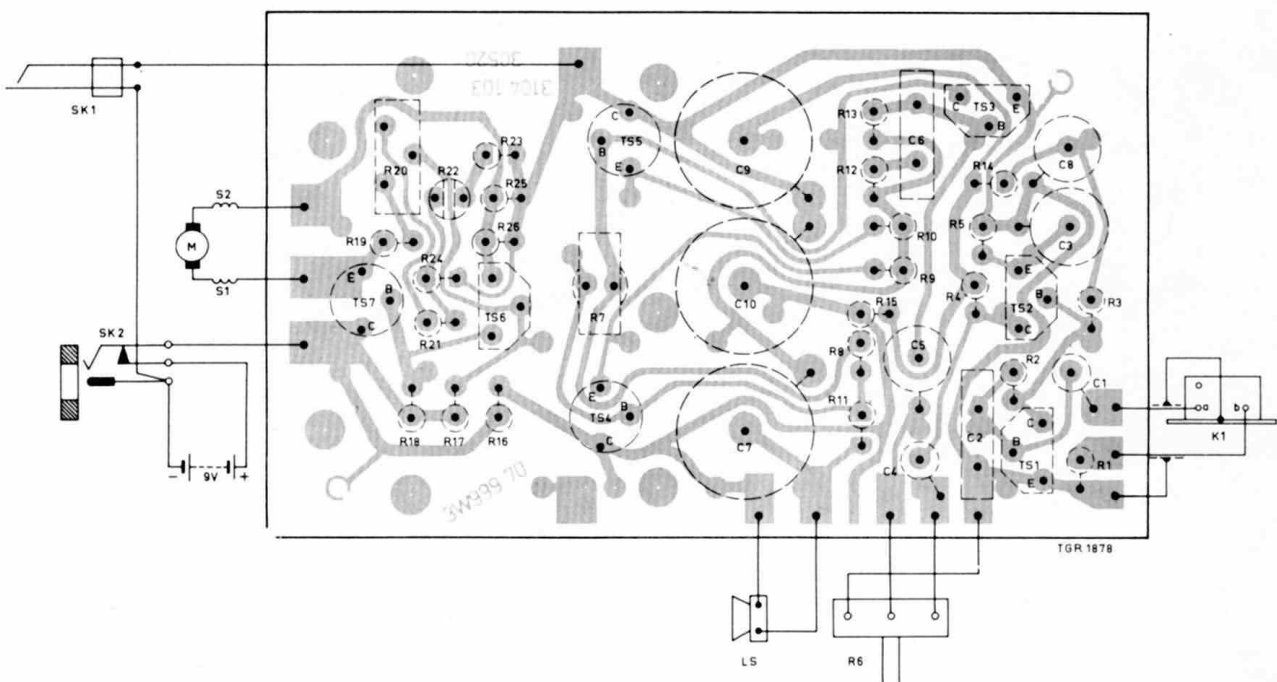 30520
3104 103
SK1
C
TS3
E
B
R13
C6
C
TS5
B
E
R23
C9
C8
R20
R22
R12
R14
R25
S2
R5
C3
R10
M
R19
R26
E
R24
R9
E
S1
B
TS7
R4
B
R3
C10
TS2
R7
R15
C
TS6
SK2
C
R21
R8
C5
R2
C1
E
a
b
TS4
B
R11
K1
C
R18
R17
R16
C2
C
B
C7
C4
TS1
R1
E
- 9V +
3W999 70
TGR 1878
LS
R6